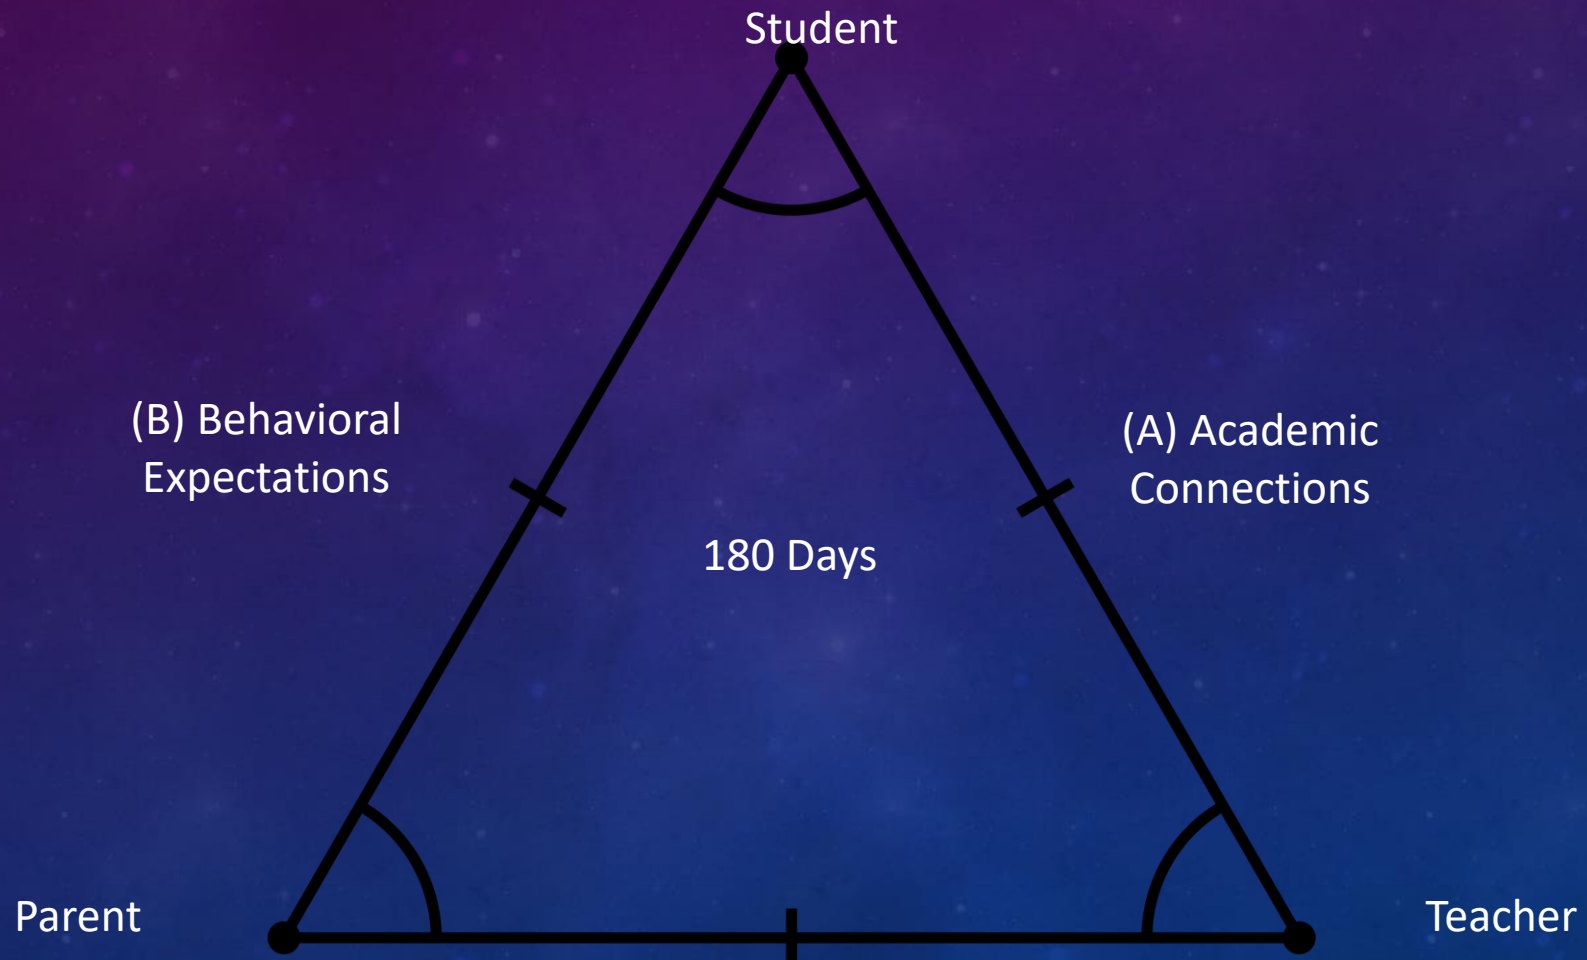 Student
(B) Behavioral
Expectations
(A) Academic
Connections
180 Days
Parent
Teacher